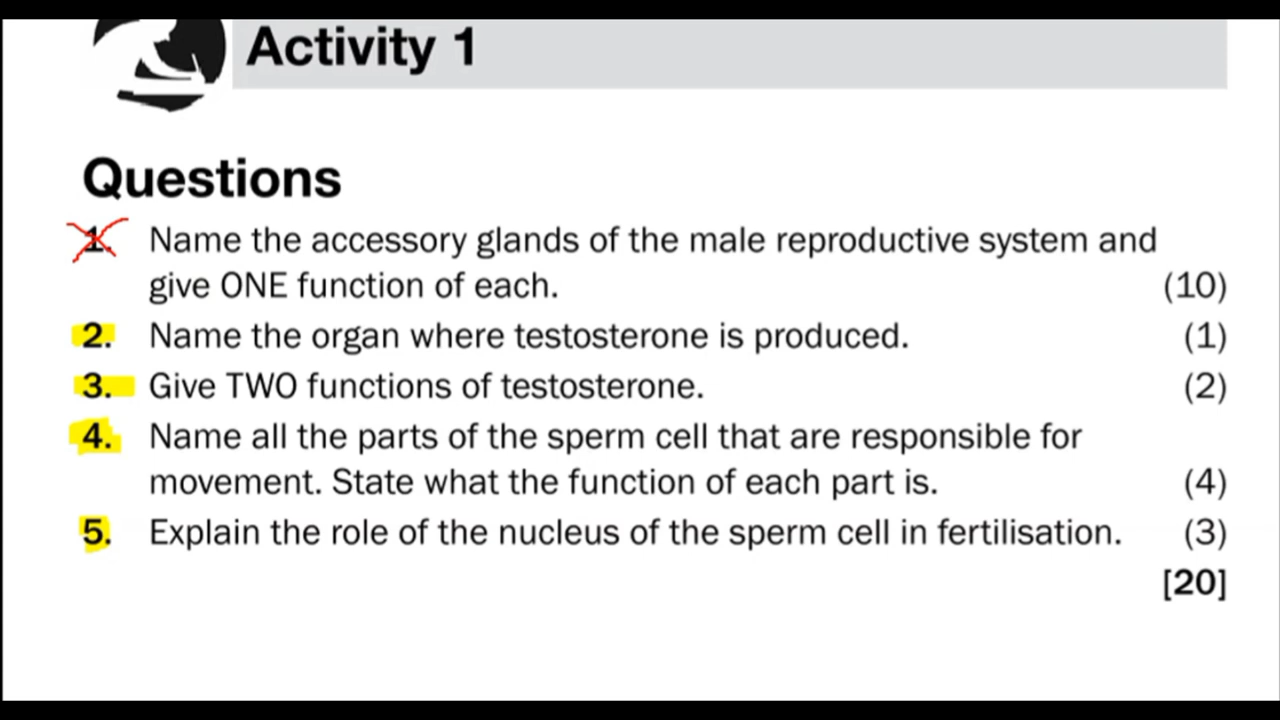 Activity 1
Questions
1. Name the accessory glands of the male reproductive system and
give ONE function of each. (10)
2. Name the organ where testosterone is produced. (1)
3. Give TWO functions of testosterone. (2)
4. Name all the parts of the sperm cell that are responsible for
movement. State what the function of each part is. (4)
5. Explain the role of the nucleus of the sperm cell in fertilisation. (3)
[20]